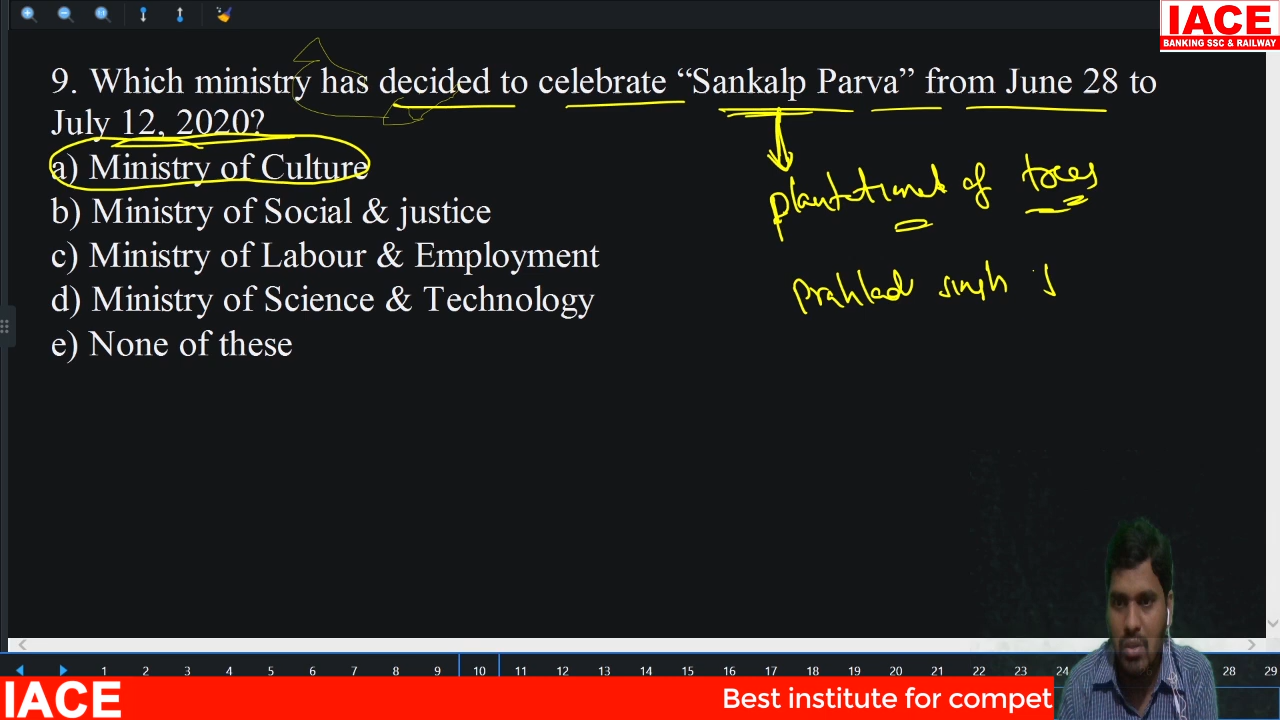 IACE
BANKING SSC & RAILWAY
9. Which ministry has decided to celebrate “Sankalp Parva” from June 28 to
July 12, 2020?
a) Ministry of Culture
b) Ministry of Social & justice
c) Ministry of Labour & Employment
d) Ministry of Science & Technology
e) None of these
of trees
prahlad singh
1 2 3 4 5 6 7 8 9 10 11 12 13 14 15 16 17 18 19 20 21 22 23 24 28 29
IACE
Best institute for compet